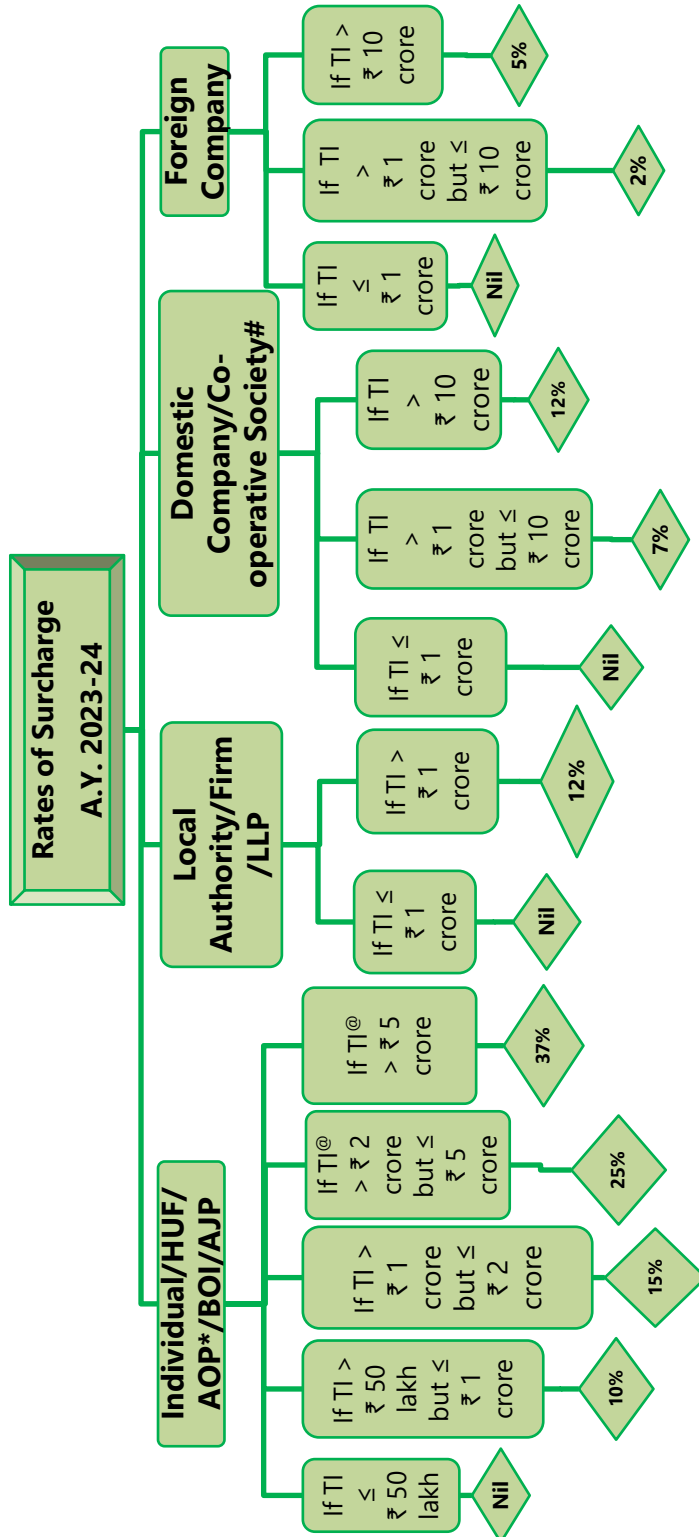 Rates of Surcharge
A.Y. 2023-24
Individual/HUF/
AOP*/BOI/AJP
If TI
≤
₹ 50
lakh
Nil
If TI >
₹ 50
lakh
but ≤
₹ 1
crore
10%
If TI >
₹ 1
crore
but ≤
₹ 2
crore
15%
If TI@
> ₹ 2
crore
but ≤
₹ 5
crore
25%
If TI@
> ₹ 5
crore
37%
Local
Authority/Firm
/LLP
If TI ≤
₹ 1
crore
Nil
If TI >
₹ 1
crore
12%
Domestic
Company/Co-
operative Society#
If TI ≤
₹ 1
crore
Nil
If TI
>
₹ 1
crore
but ≤
₹ 10
crore
7%
If TI
>
₹ 10
crore
12%
Foreign
Company
If TI
≤
₹ 1
crore
Nil
If TI
>
₹ 1
crore
but ≤
₹ 10
crore
2%
If TI >
₹ 10
crore
5%